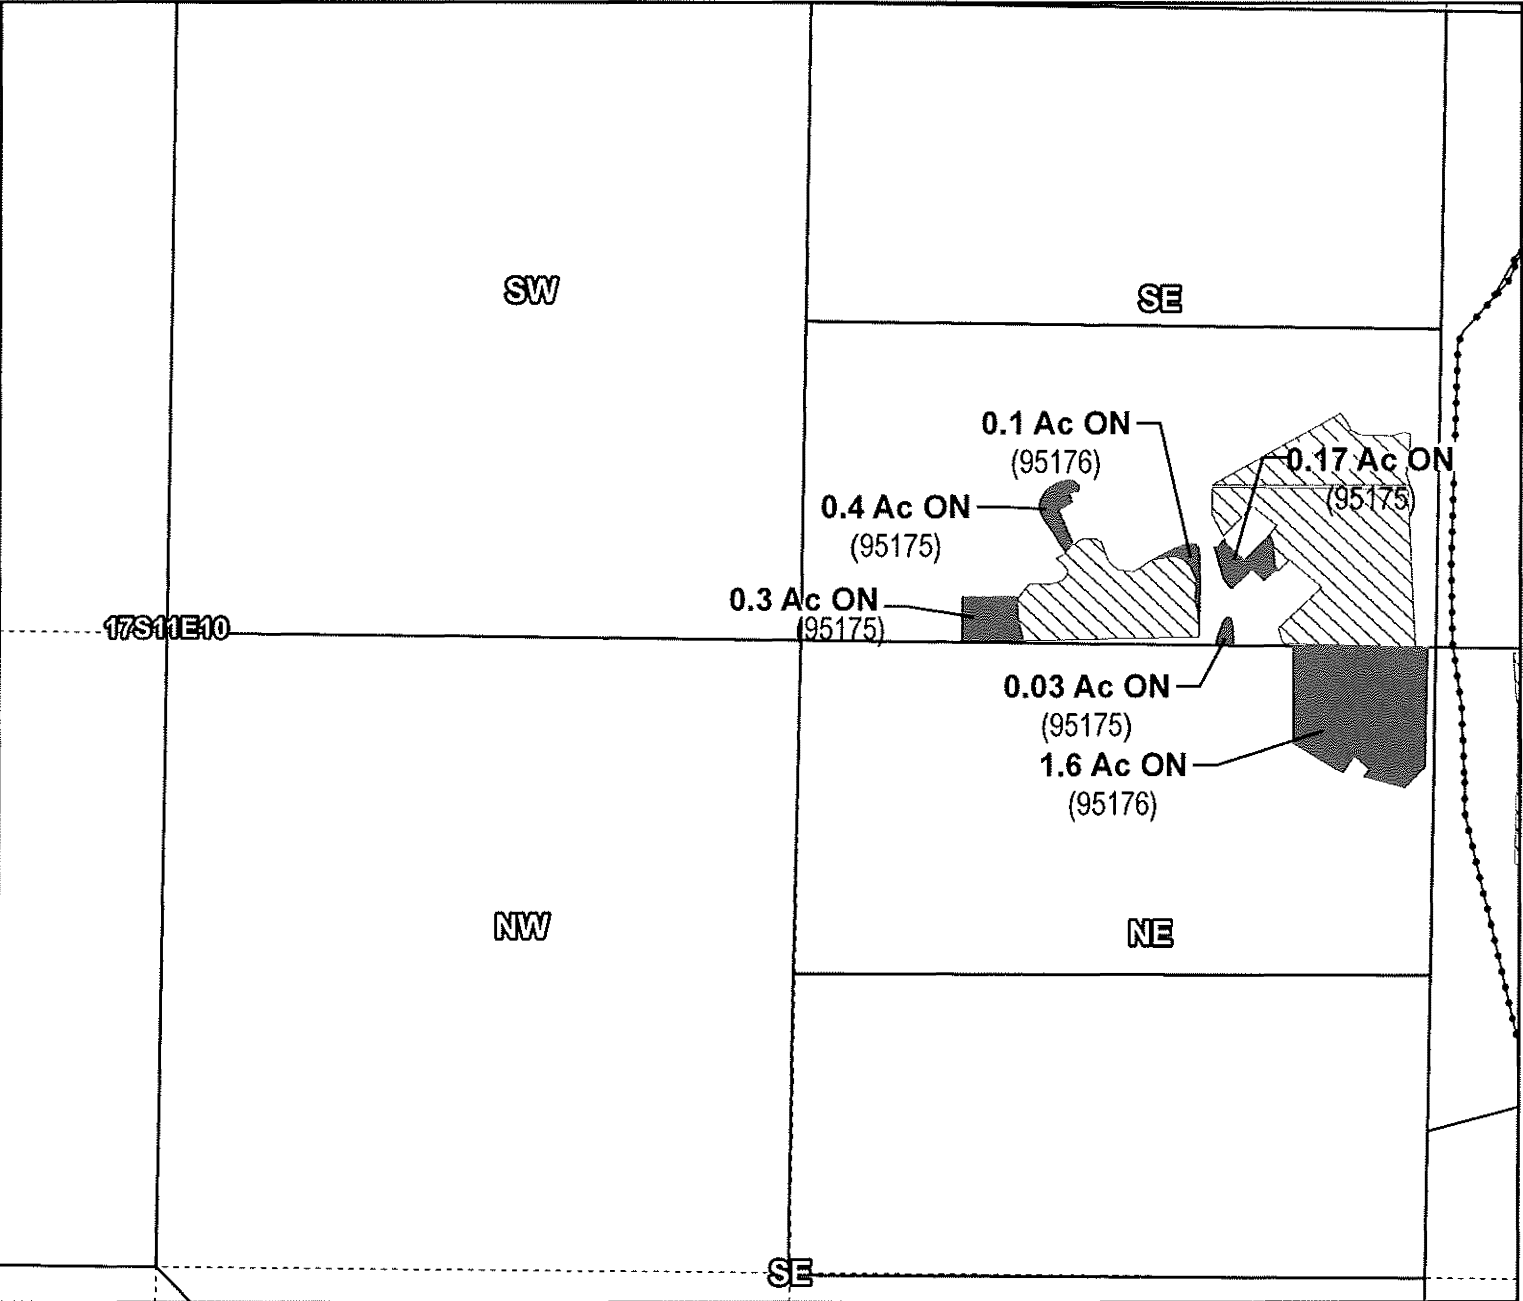 SW
SE
0.1 Ac ON
(95176)
0.17 Ac ON
(95175)
0.4 Ac ON
(95175)
0.3 Ac ON
(95175)
17S11E10
0.03 Ac ON
(95175)
1.6 Ac ON
(95176)
NW
NE
SE